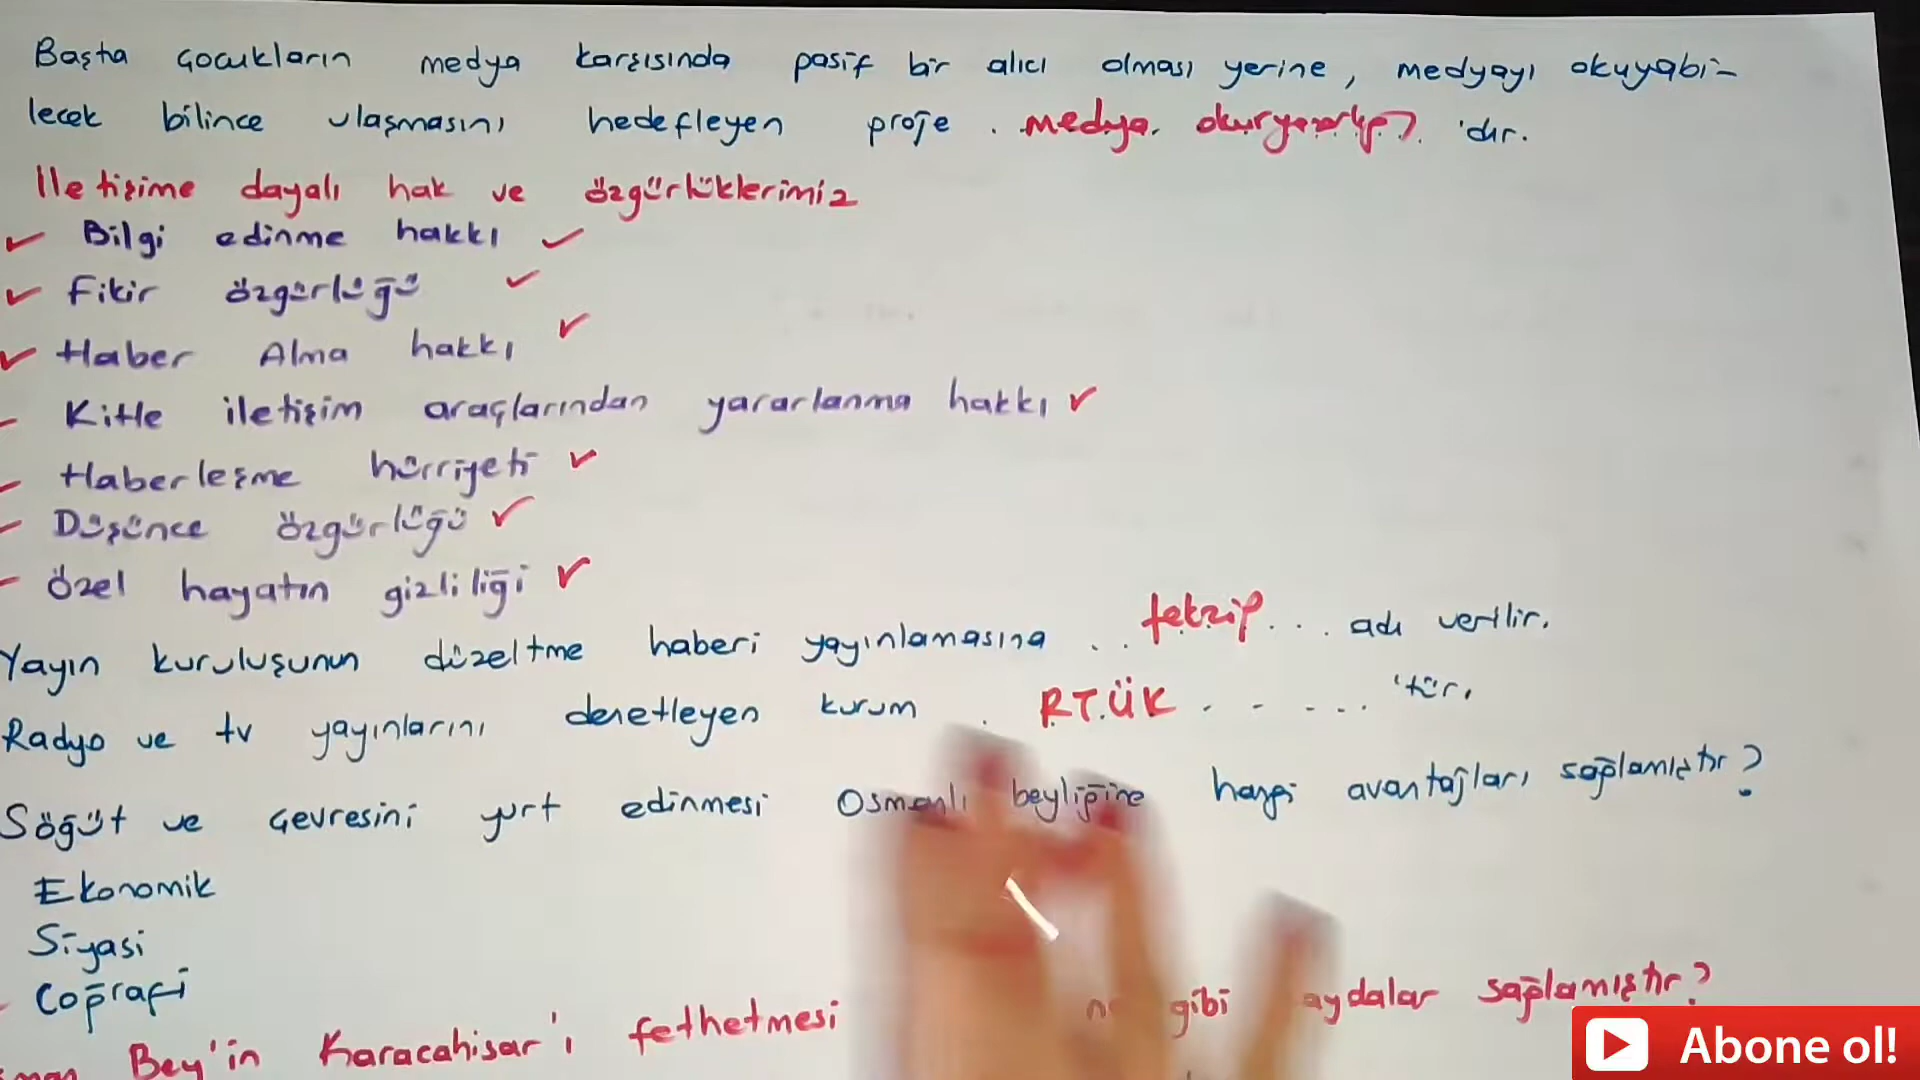 Başta çocukların medya karşısında pasif bir alıcı olması yerine, medyayı okuyabi-
lecek bilince ulaşmasını hedefleyen proje . medya okuryazarlığı 'dır.
İletişime dayalı hak ve özgürlüklerimiz
✓ Bilgi edinme hakkı ✓
✓ Fikir özgürlüğü ✓
✓ Haber Alma hakkı ✓
- Kitle iletişim araçlarından yararlanma hakkı ✓
- Haberleşme hürriyeti ✓
- Düşünce özgürlüğü ✓
- Özel hayatın gizliliği ✓
Yayın kuruluşunun düzeltme haberi yayınlamasına .. tekzip ... adı verilir.
Radyo ve tv yayınlarını denetleyen kurum . RTÜK ..... 'tür.
Söğüt ve çevresini yurt edinmesi Osmanlı beyliğine hangi avantajları sağlamıştır?
Ekonomik
Siyasi
Coğrafi
Bey'in Karacahisar'ı fethetmesi gibi sağlamıştır?
Abone ol!